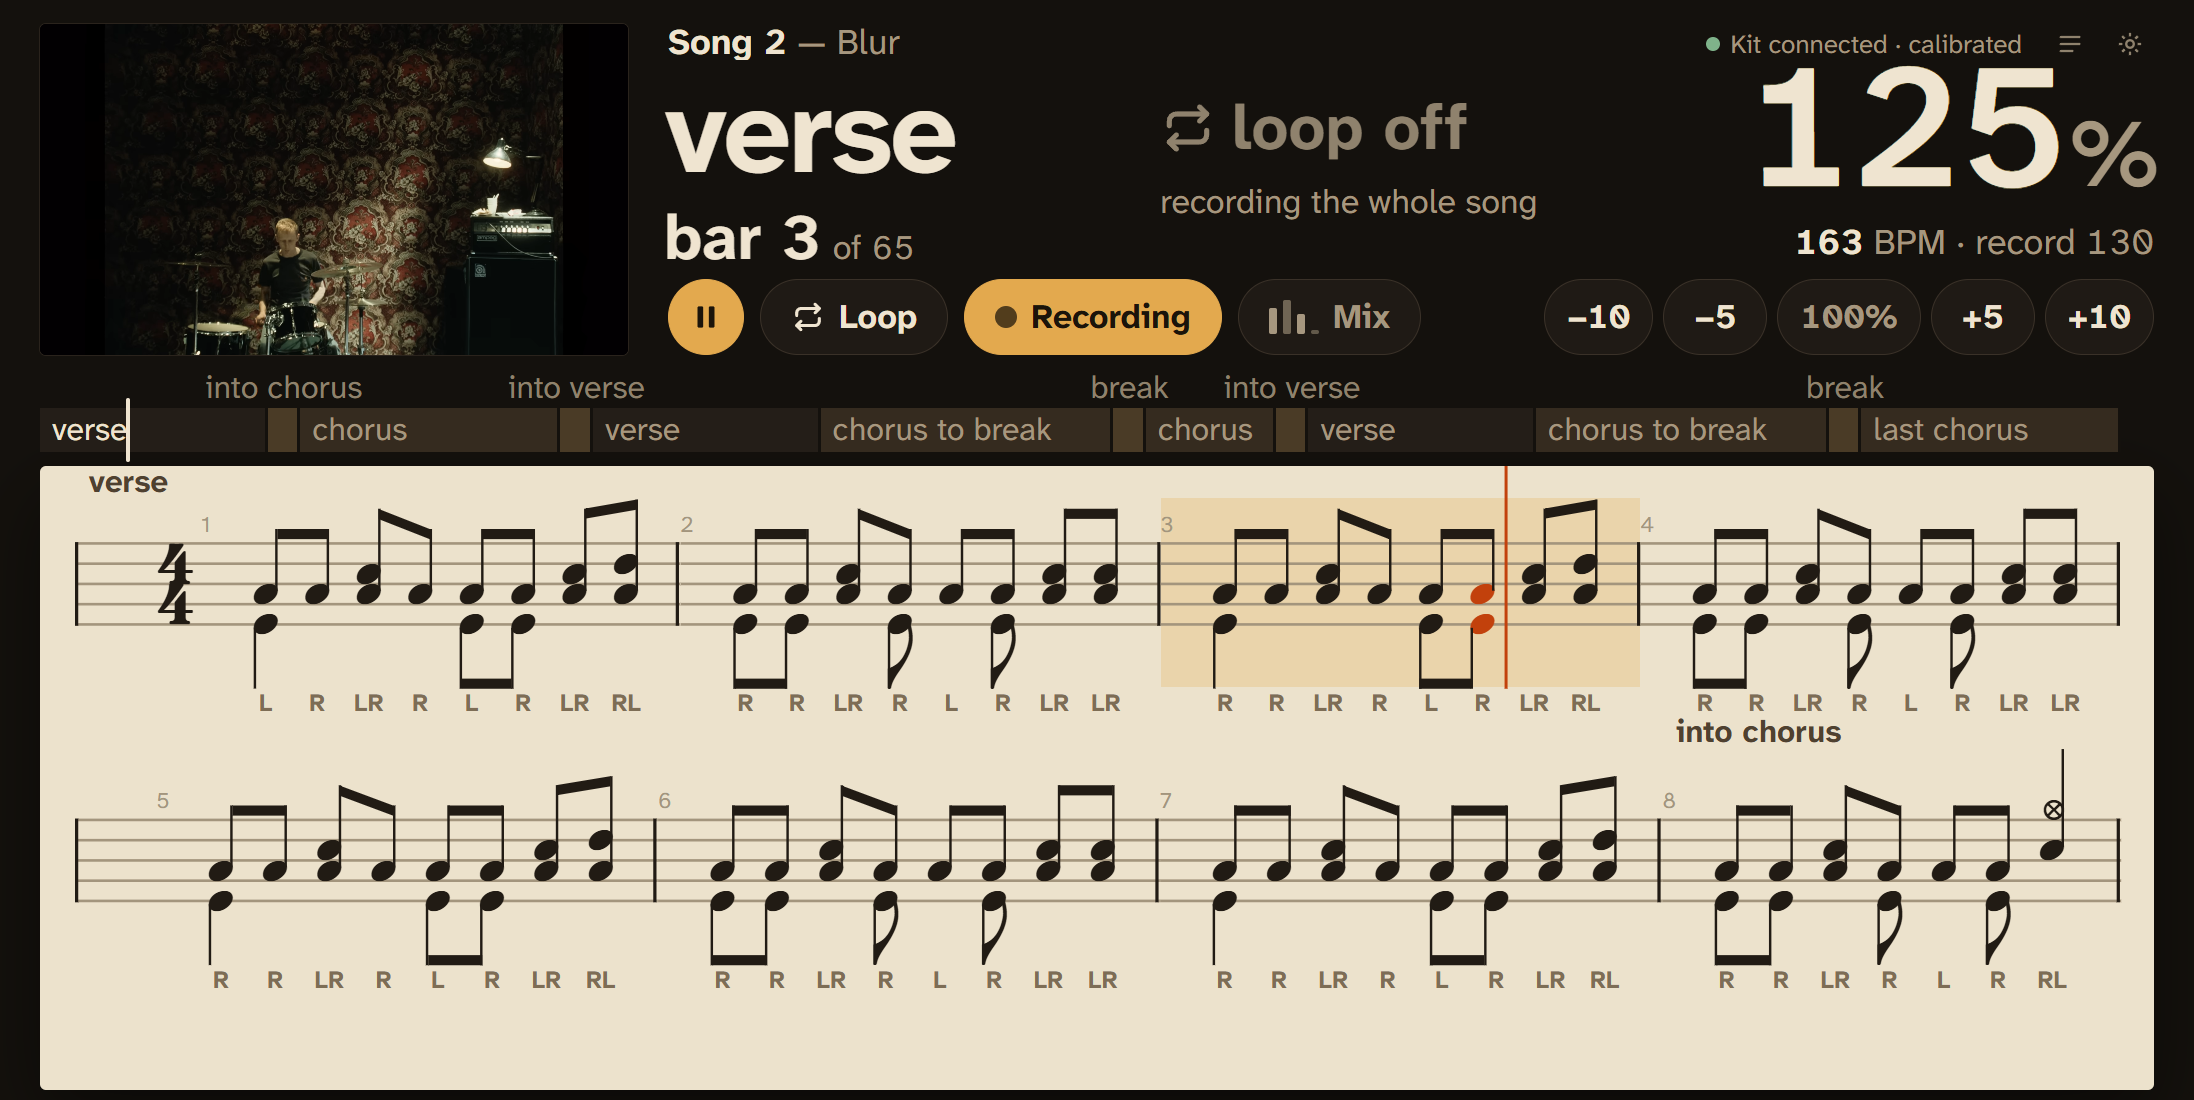 Song 2 — Blur
Kit connected · calibrated
verse
loop off
125%
recording the whole song
bar 3 of 65
163 BPM · record 130
Loop
Recording
Mix
−10
−5
100%
+5
+10
into chorus
into verse
break
into verse
break
verse
chorus
verse
chorus to break
chorus
verse
chorus to break
last chorus
verse
1 2 3 4
4
4
L R LR R L R LR RL R R LR R L R LR LR R R LR R L R LR RL R R LR R L R LR LR
into chorus
5 6 7 8
R R LR R L R LR RL R R LR R L R LR LR R R LR R L R LR RL R R LR R L R RL